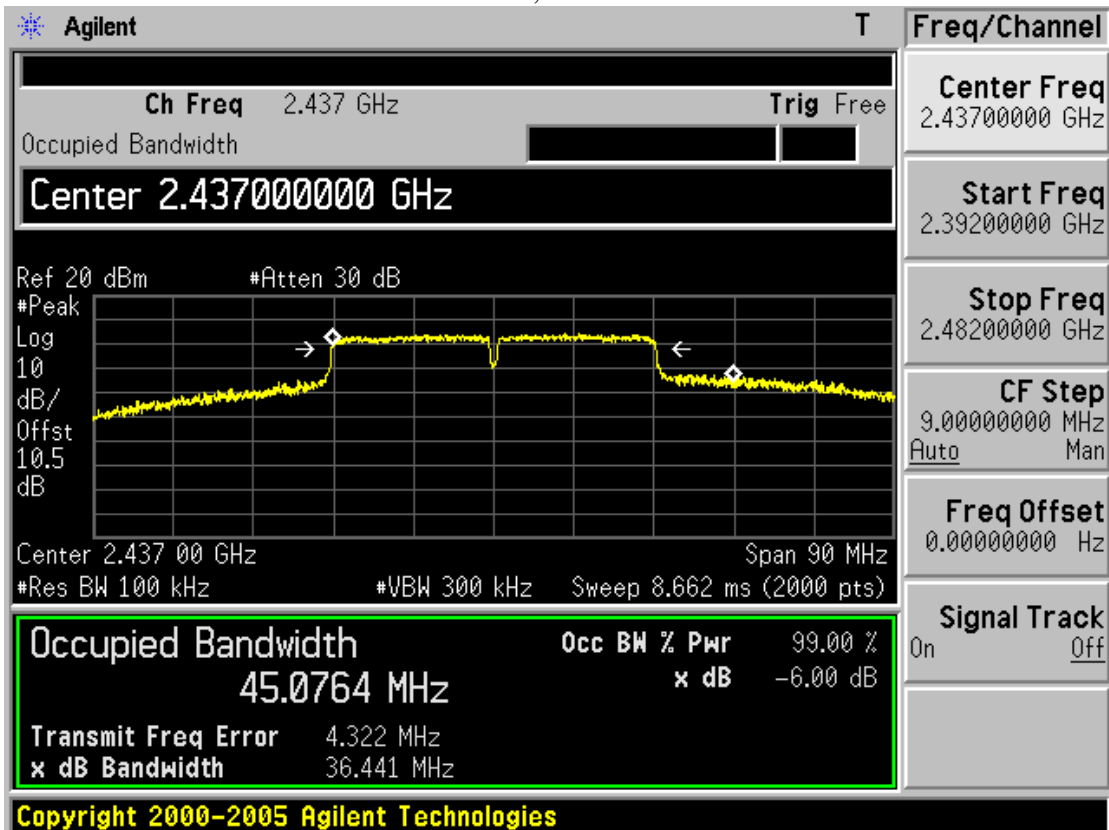 Agilent T
Ch Freq 2.437 GHz Trig Free
Occupied Bandwidth
Center 2.437000000 GHz
Ref 20 dBm #Atten 30 dB
#Peak
Log
10
dB/
Offst
10.5
dB
Center 2.437 00 GHz Span 90 MHz
#Res BW 100 kHz #VBW 300 kHz Sweep 8.662 ms (2000 pts)
Occupied Bandwidth Occ BW % Pwr 99.00 %
45.0764 MHz x dB -6.00 dB
Transmit Freq Error 4.322 MHz
x dB Bandwidth 36.441 MHz
Copyright 2000-2005 Agilent Technologies
Freq/Channel
Center Freq
2.43700000 GHz
Start Freq
2.39200000 GHz
Stop Freq
2.48200000 GHz
CF Step
9.00000000 MHz
Auto Man
Freq Offset
0.00000000 Hz
Signal Track
On Off